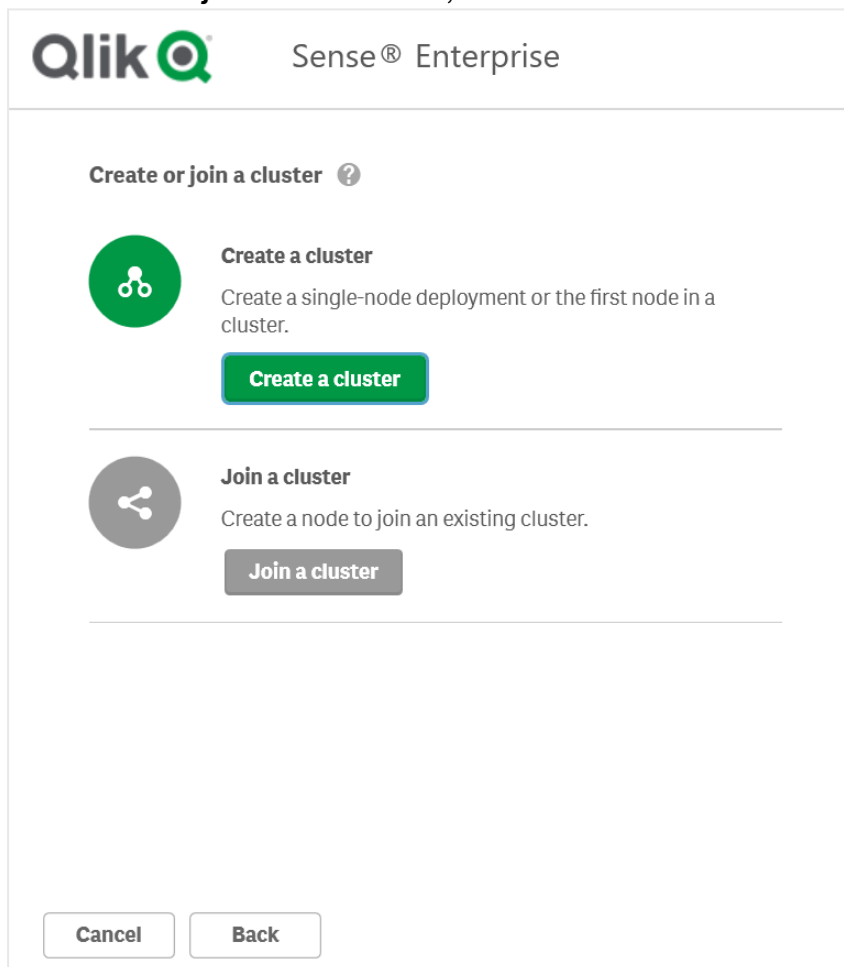 Qlik Sense® Enterprise
Create or join a cluster ?
Create a cluster
Create a single-node deployment or the first node in a
cluster.
Create a cluster
Join a cluster
Create a node to join an existing cluster.
Join a cluster
Cancel Back